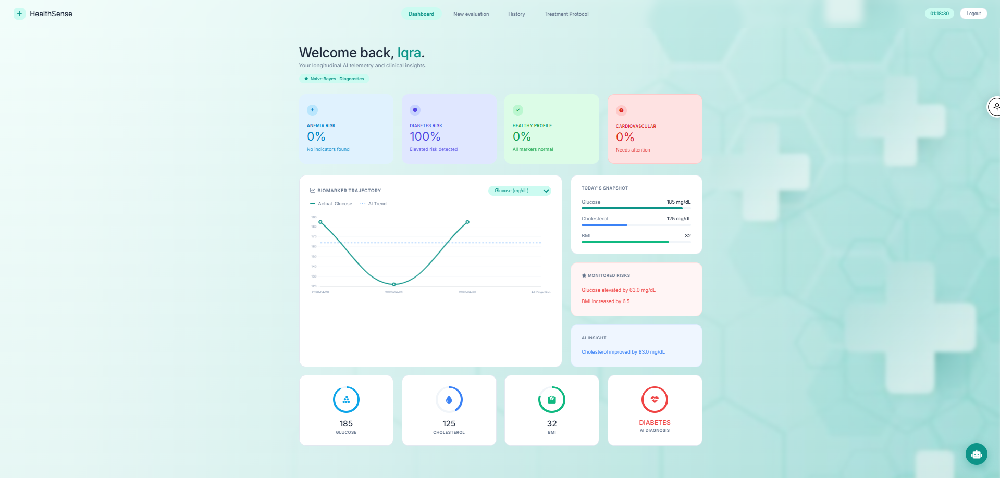 HealthSense
Dashboard
New evaluation
History
Treatment Protocol
01:18:30
Logout
Welcome back, Iqra.
Your longitudinal AI telemetry and clinical insights.
Naive Bayes · Diagnostics
ANEMIA RISK
0%
No indicators found
DIABETES RISK
100%
Elevated risk detected
HEALTHY PROFILE
0%
All markers normal
CARDIOVASCULAR
0%
Needs attention
BIOMARKER TRAJECTORY
Glucose (mg/dL)
Actual Glucose
AI Trend
190
180
170
160
150
140
130
120
2026-04-28
2026-04-28
2026-04-28
AI Projection
TODAY'S SNAPSHOT
Glucose 185 mg/dL
Cholesterol 125 mg/dL
BMI 32
MONITORED RISKS
Glucose elevated by 63.0 mg/dL
BMI increased by 6.5
AI INSIGHT
Cholesterol improved by 83.0 mg/dL
185
GLUCOSE
125
CHOLESTEROL
32
BMI
DIABETES
AI DIAGNOSIS